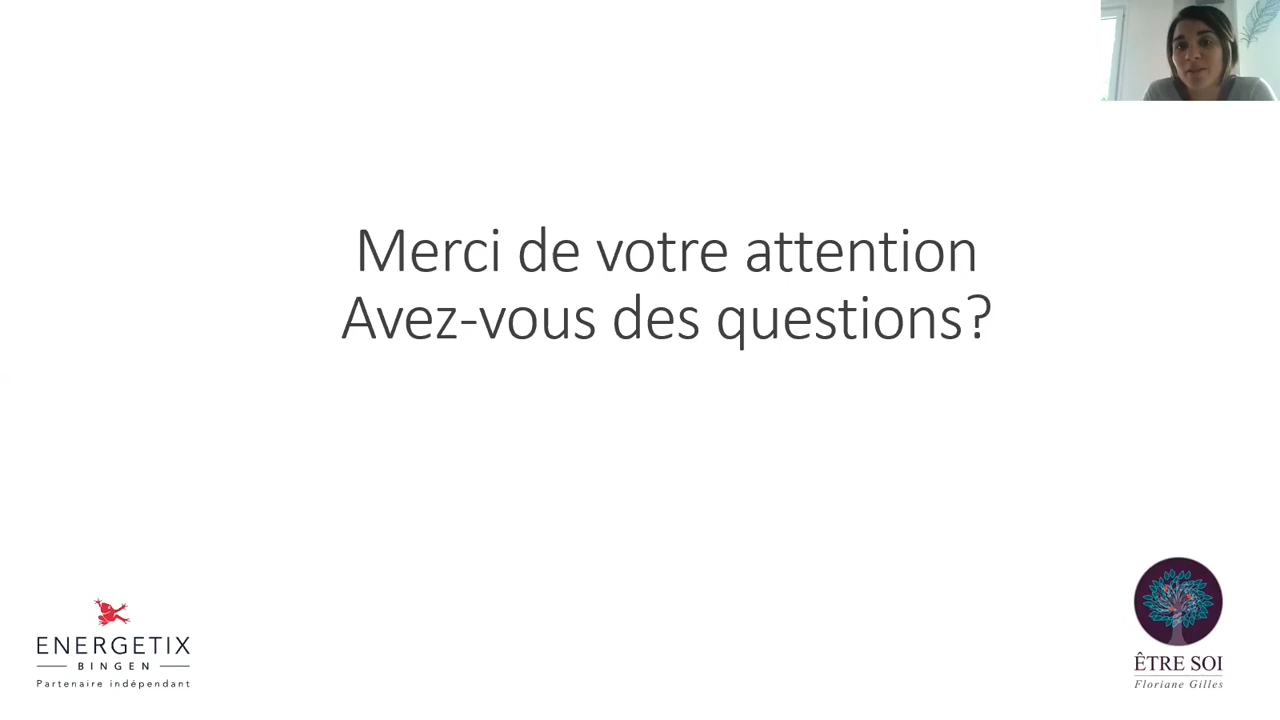 Merci de votre attention
Avez-vous des questions?
ENERGETIX
BINGEN
Partenaire indépendant
ÊTRE SOI
Floriane Gilles